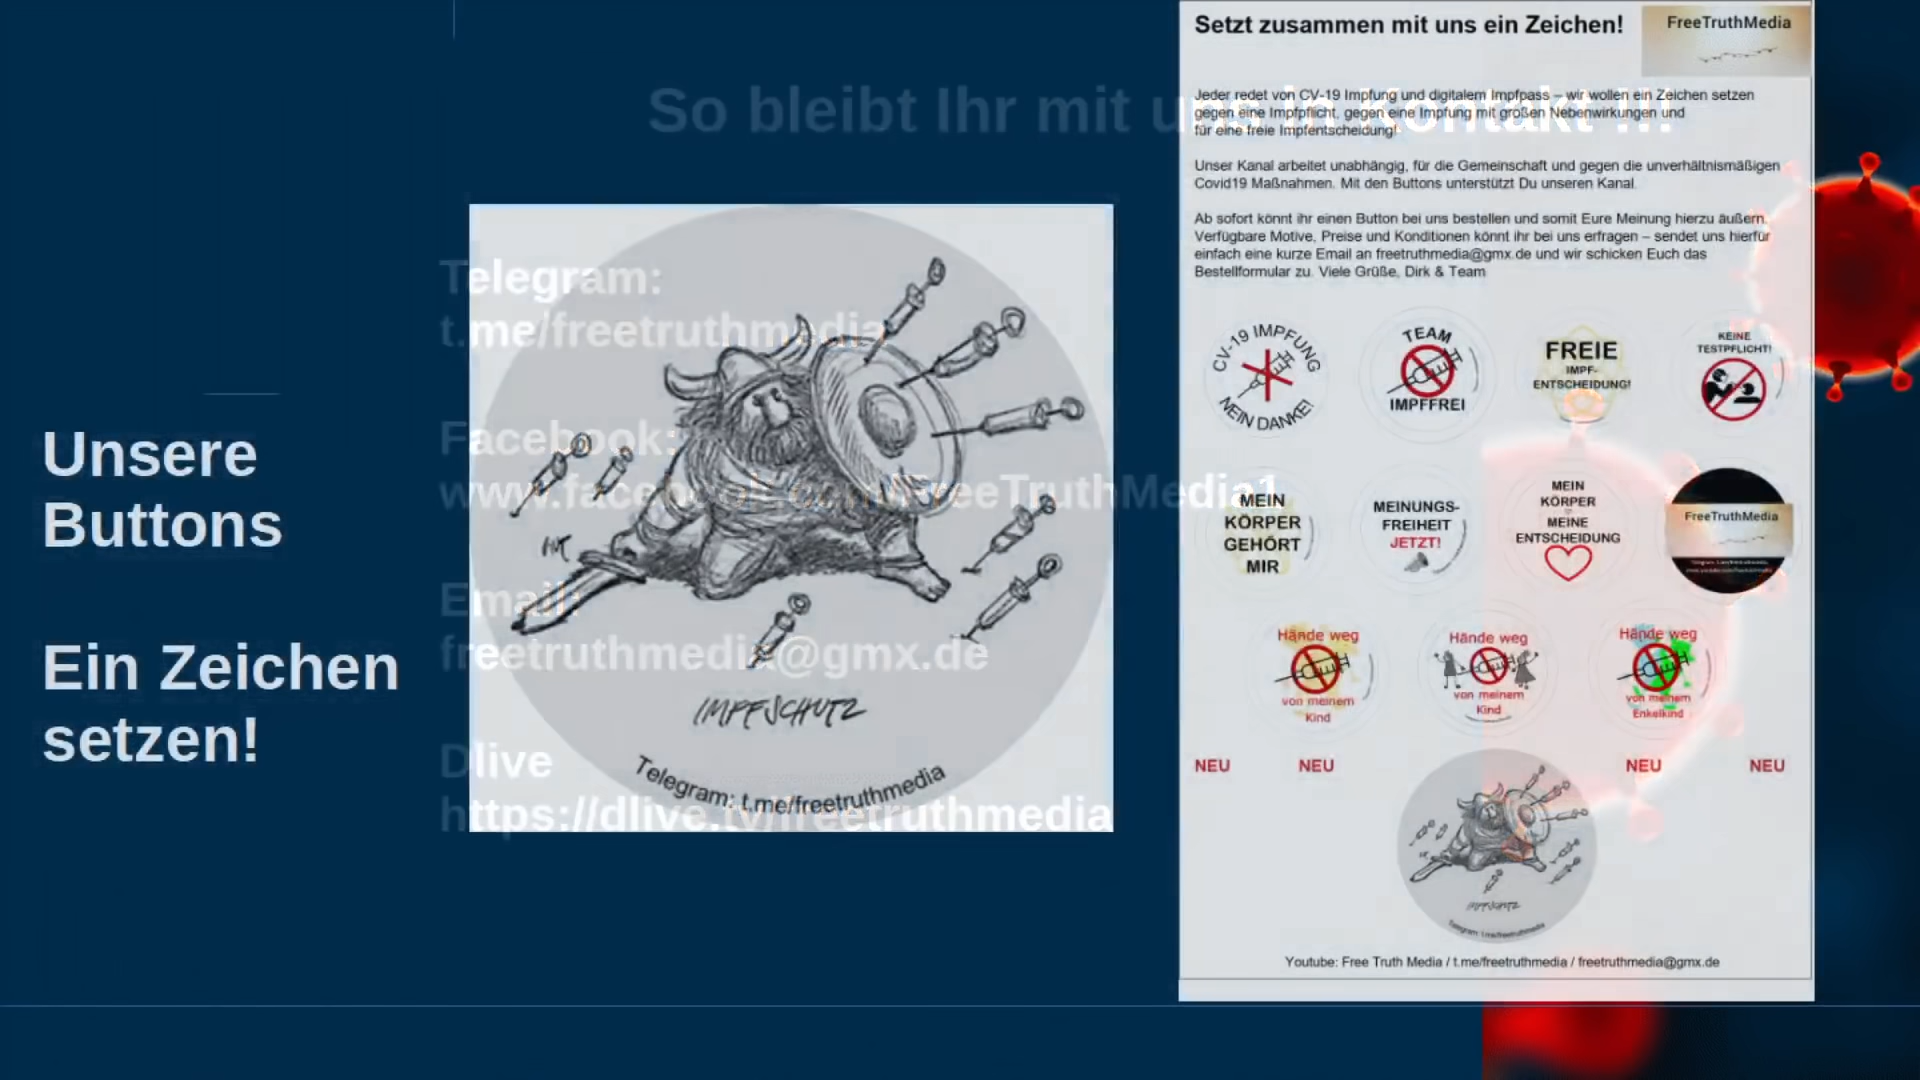 So bleibt Ihr mit uns in Kontakt !!!
Unsere
Buttons
Ein Zeichen
setzen!
Telegram:
t.me/freetruthmedia
Facebook:
www.facebook.com/FreeTruthMedia1
Email:
freetruthmedia@gmx.de
Dlive
https://dlive.tv/freetruthmedia
IMPFSCHUTZ
Telegram: t.me/freetruthmedia
Setzt zusammen mit uns ein Zeichen!
FreeTruthMedia
Jeder redet von CV-19 Impfung und digitalem Impfpass – wir wollen ein Zeichen setzen
gegen eine Impfpflicht, gegen eine Impfung mit großen Nebenwirkungen und
für eine freie Impfentscheidung!
Unser Kanal arbeitet unabhängig, für die Gemeinschaft und gegen die unverhältnismäßigen
Covid19 Maßnahmen. Mit den Buttons unterstützt Du unseren Kanal.
Ab sofort könnt ihr einen Button bei uns bestellen und somit Eure Meinung hierzu äußern.
Verfügbare Motive, Preise und Konditionen könnt ihr bei uns erfragen – sendet uns hierfür
einfach eine kurze Email an freetruthmedia@gmx.de und wir schicken Euch das
Bestellformular zu. Viele Grüße, Dirk & Team
CV-19 IMPFUNG
NEIN DANKE!
TEAM
IMPFFREI
FREIE
IMPF-
ENTSCHEIDUNG!
KEINE
TESTPFLICHT!
MEIN
KÖRPER
GEHÖRT
MIR
MEINUNGS-
FREIHEIT
JETZT!
MEIN
KÖRPER
MEINE
ENTSCHEIDUNG
FreeTruthMedia
Hände weg
von meinem
Kind
Hände weg
von meinem
Kind
Hände weg
von meinem
Enkelkind
NEU NEU NEU NEU
IMPFSCHUTZ
Telegram: t.me/freetruthmedia
Youtube: Free Truth Media / t.me/freetruthmedia / freetruthmedia@gmx.de